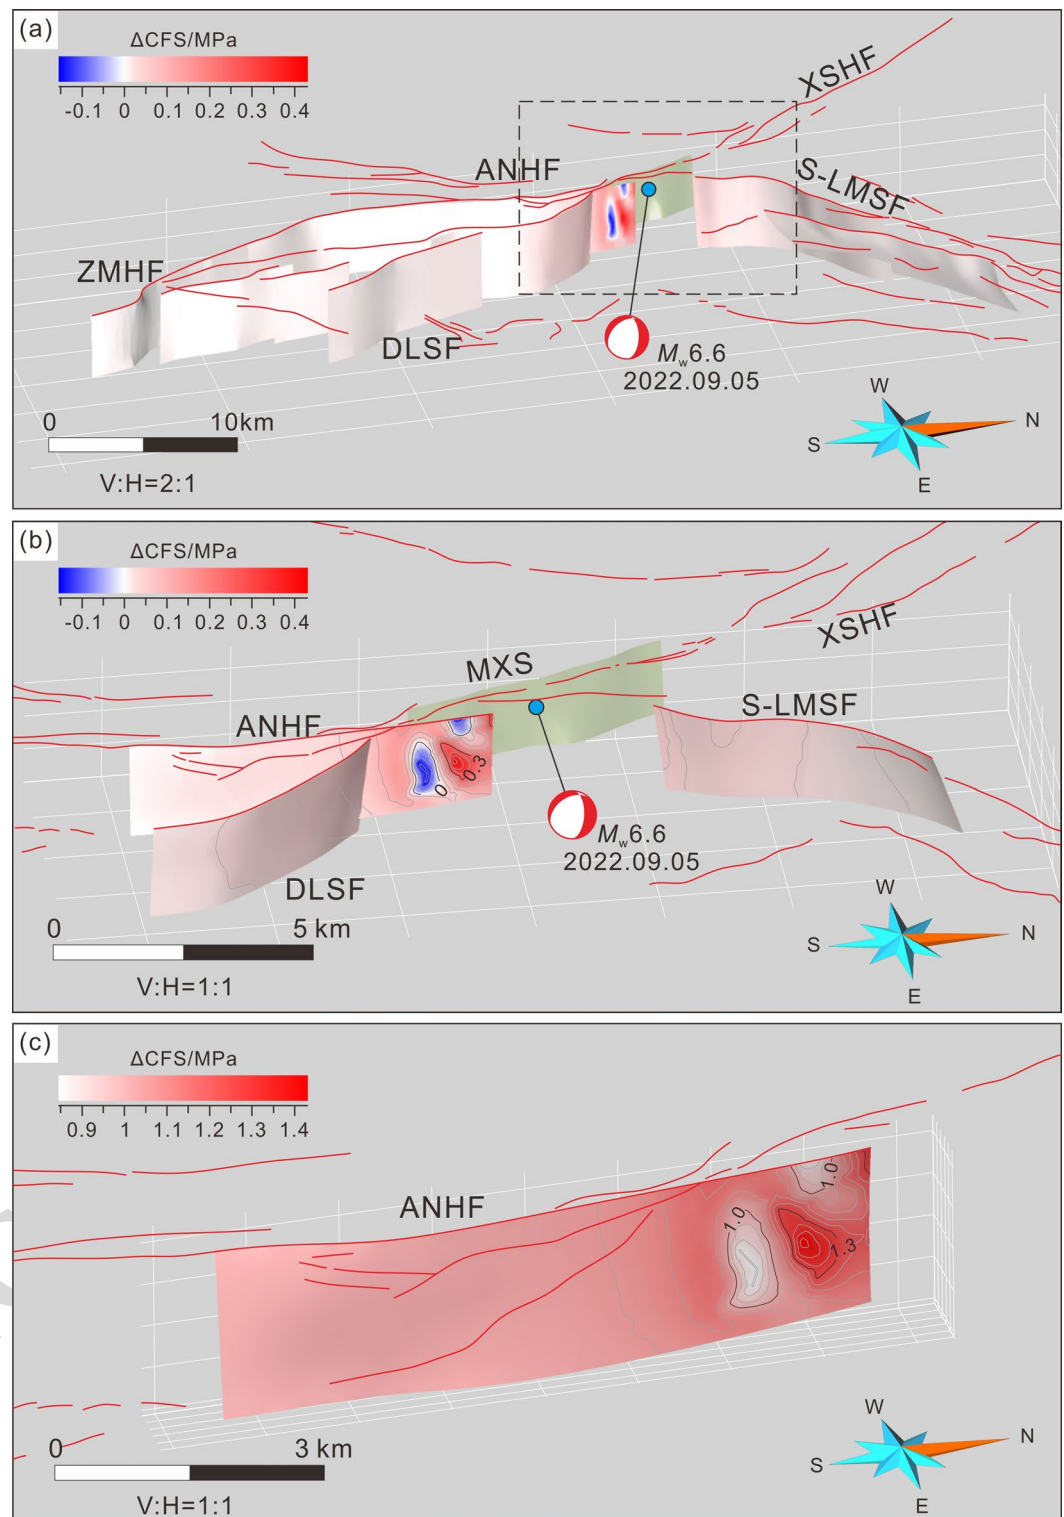 (a)
ΔCFS/MPa
-0.1 0 0.1 0.2 0.3 0.4
XSHF
ANHF
S-LMSF
ZMHF
DLSF
Mw6.6
2022.09.05
0 10km
V:H=2:1
W
N
S
E
(b)
ΔCFS/MPa
-0.1 0 0.1 0.2 0.3 0.4
XSHF
MXS
ANHF
S-LMSF
0.3
0
Mw6.6
2022.09.05
DLSF
0 5 km
V:H=1:1
W
N
S
E
(c)
ΔCFS/MPa
0.9 1 1.1 1.2 1.3 1.4
ANHF
1.0
1.0
1.3
0 3 km
V:H=1:1
W
N
S
E